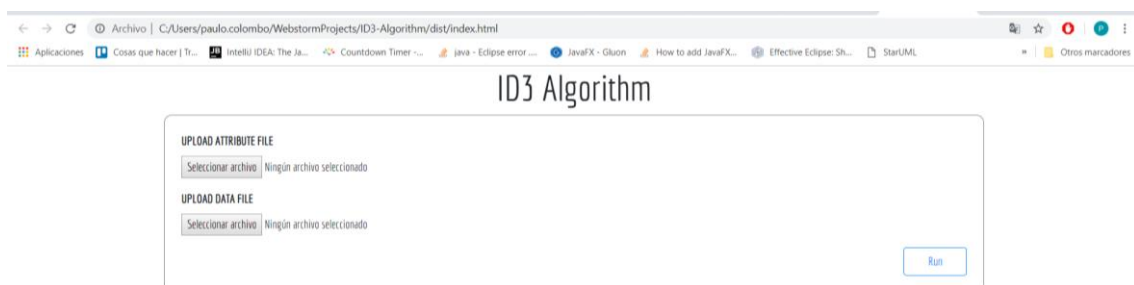 Archivo | C:/Users/paulo.colombo/WebstormProjects/ID3-Algorithm/dist/index.html
Aplicaciones Cosas que hacer | Tr... IntelliJ IDEA: The Ja... Countdown Timer -... java - Eclipse error .... JavaFX - Gluon How to add JavaFX... Effective Eclipse: Sh... StarUML » Otros marcadores
ID3 Algorithm
UPLOAD ATTRIBUTE FILE
Seleccionar archivo Ningún archivo seleccionado
UPLOAD DATA FILE
Seleccionar archivo Ningún archivo seleccionado
Run